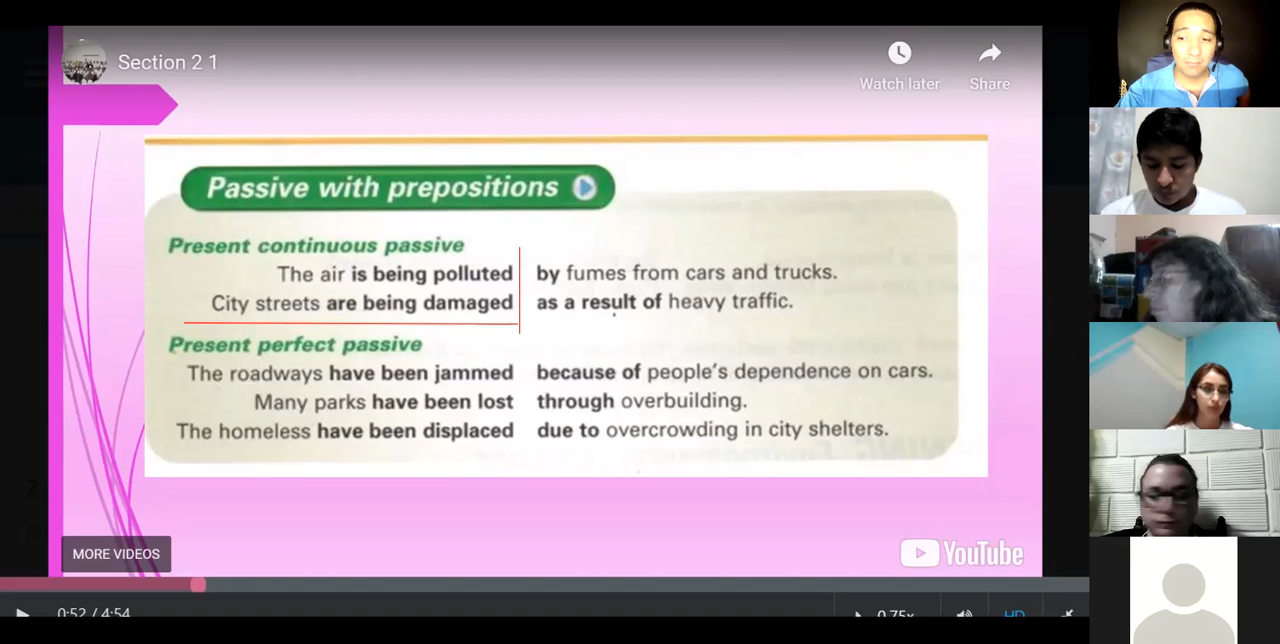 Section 2 1
Watch later
Share
Passive with prepositions
Present continuous passive
The air is being polluted by fumes from cars and trucks.
City streets are being damaged as a result of heavy traffic.
Present perfect passive
The roadways have been jammed because of people's dependence on cars.
Many parks have been lost through overbuilding.
The homeless have been displaced due to overcrowding in city shelters.
MORE VIDEOS
YouTube
0:52 / 4:54
0.75x
HD